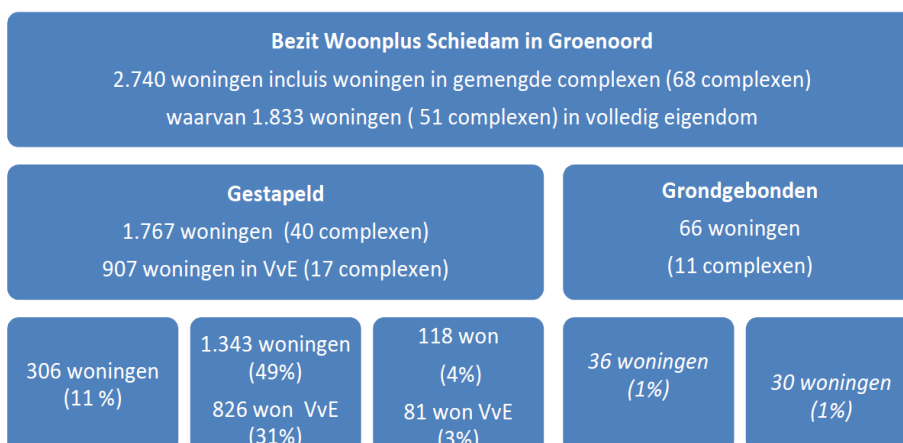 Bezit Woonplus Schiedam in Groenoord
2.740 woningen incluis woningen in gemengde complexen (68 complexen)
waarvan 1.833 woningen ( 51 complexen) in volledig eigendom
Gestapeld
1.767 woningen (40 complexen)
907 woningen in VvE (17 complexen)
Grondgebonden
66 woningen
(11 complexen)
306 woningen
(11 %)
1.343 woningen
(49%)
826 won VvE
(31%)
118 won
(4%)
81 won VvE
(3%)
36 woningen
(1%)
30 woningen
(1%)